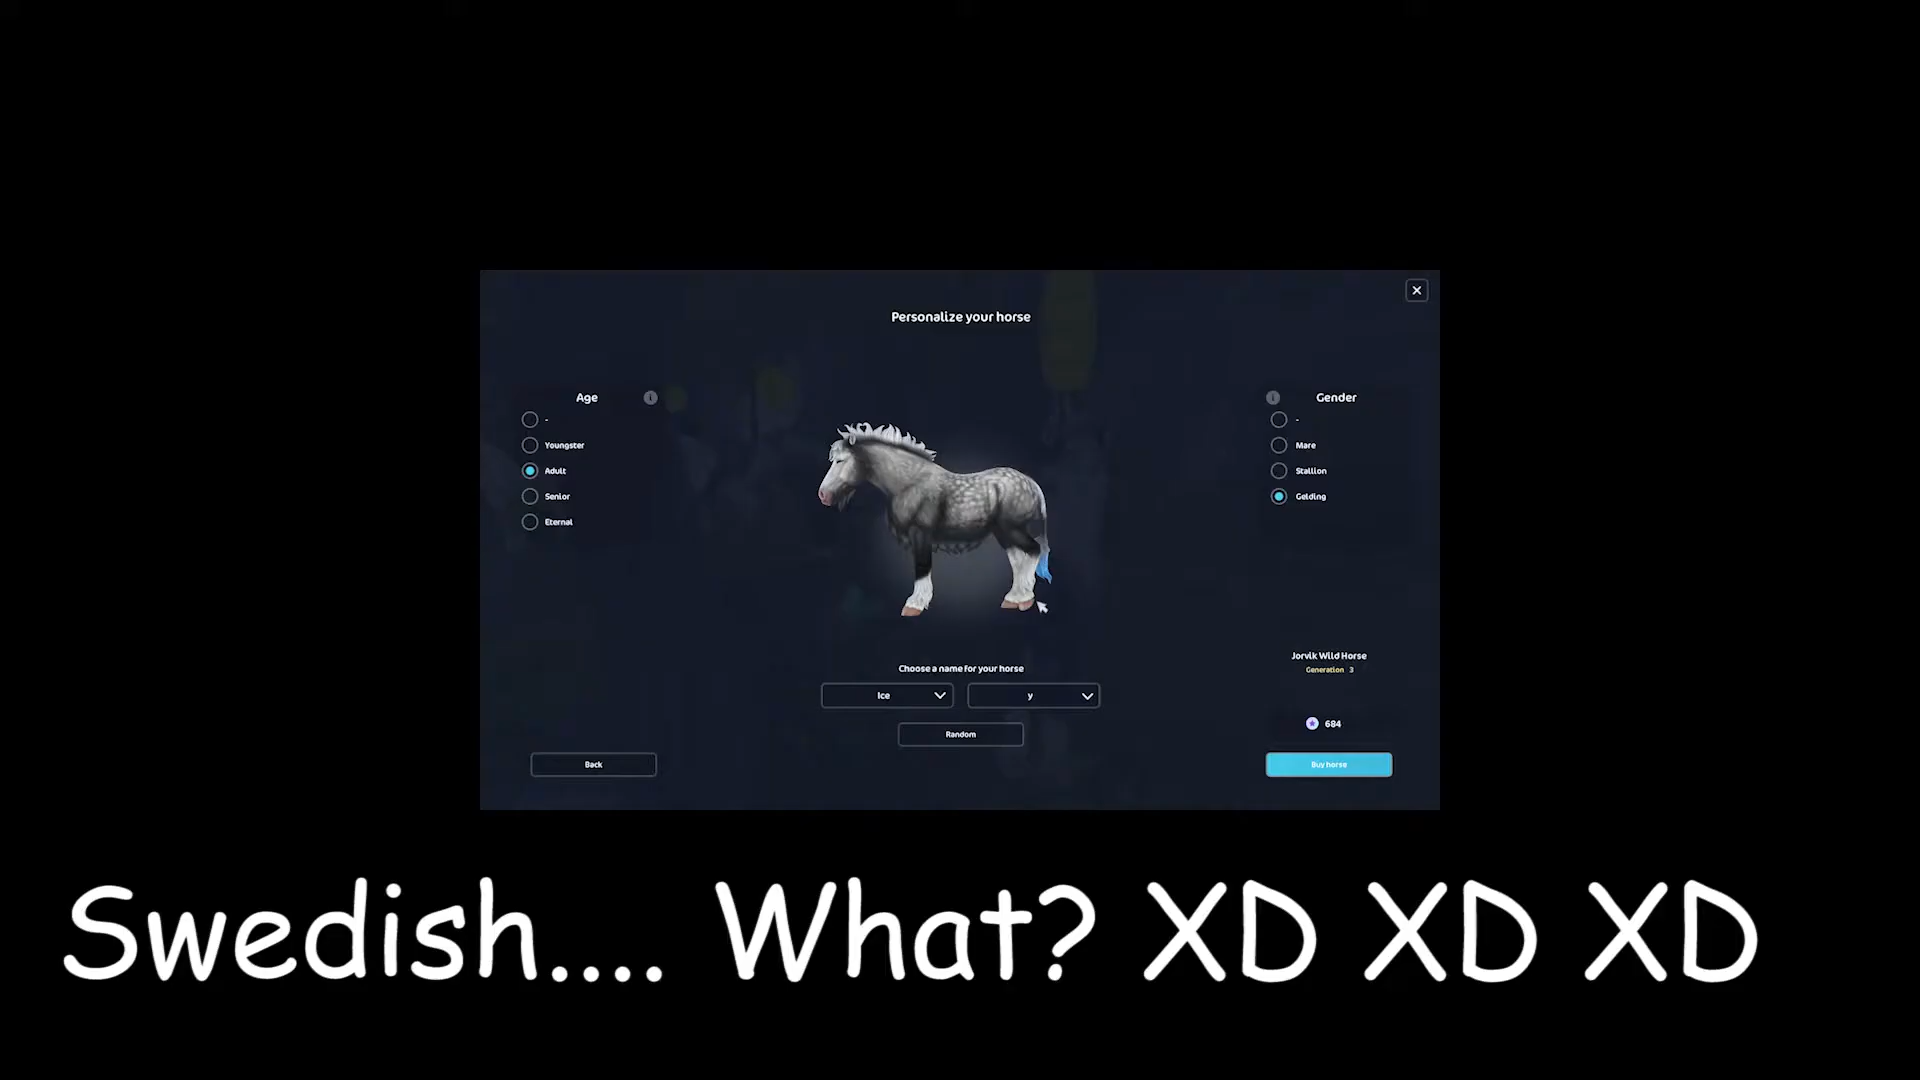 Personalize your horse
Age
-
Youngster
Adult
Senior
Eternal
Gender
-
Mare
Stallion
Gelding
Choose a name for your horse
Ice
y
Random
Jorvik Wild Horse
Generation 3
684
Back
Buy horse
Swedish.... What? XD XD XD